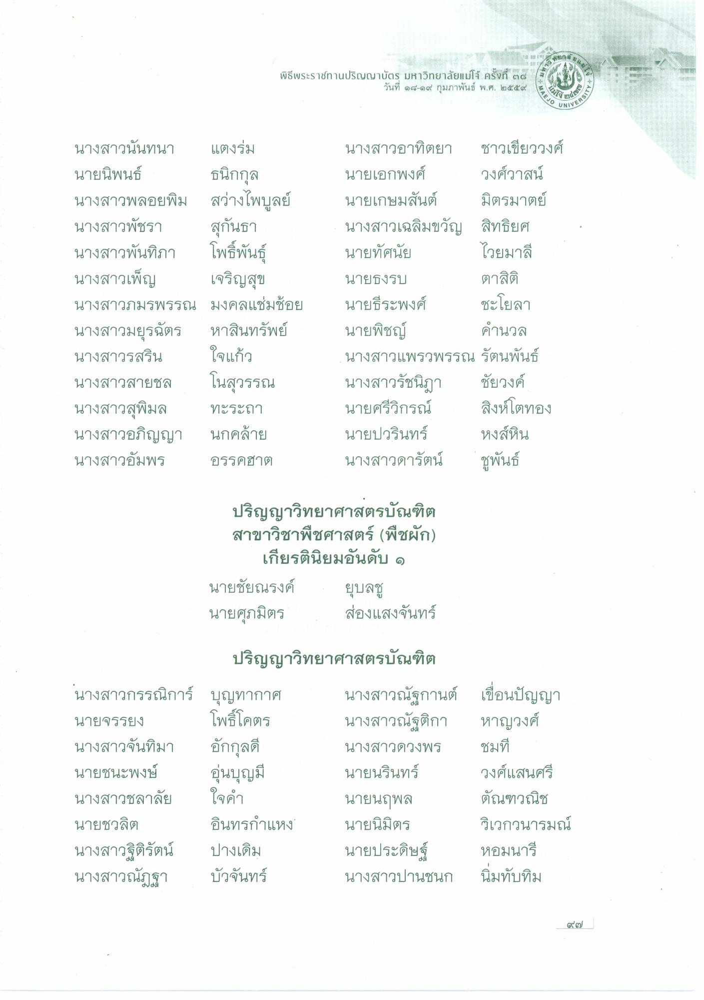 พิธีพระราชทานปริญญาบัตร มหาวิทยาลัยแม่โจ้ ครั้งที่ ๓๘
วันที่ ๑๘-๑๙ กุมภาพันธ์ พ.ศ. ๒๕๕๙
มหาวิทยาลัยแม่โจ้
แม่โจ้ ๒๔๗๗
MAEJO UNIVERSITY
นางสาวนันทนา แตงร่ม นางสาวอาทิตยา ชาวเขียววงศ์
นายนิพนธ์ ธนิกกุล นายเอกพงศ์ วงศ์วาสน์
นางสาวพลอยพิม สว่างไพบูลย์ นายเกษมสันต์ มิตรมาตย์
นางสาวพัชรา สุกันธา นางสาวเฉลิมขวัญ สิทธิยศ
นางสาวพันทิภา โพธิ์พันธุ์ นายทัศนัย ไวยมาลี
นางสาวเพ็ญ เจริญสุข นายธงรบ ตาสิติ
นางสาวภมรพรรณ มงคลแช่มช้อย นายธีระพงศ์ ชะโยลา
นางสาวมยุรฉัตร หาสินทรัพย์ นายพิชญ์ คำนวล
นางสาวรสริน ใจแก้ว นางสาวแพรวพรรณ รัตนพันธ์
นางสาวสายชล โนสุวรรณ นางสาวรัชนิฎา ชัยวงค์
นางสาวสุพิมล ทะระถา นายศรีวิกรณ์ สิงห์โตทอง
นางสาวอภิญญา นกคล้าย นายปวรินทร์ หงส์หิน
นางสาวอัมพร อรรคฮาต นางสาวดารัตน์ ชูพันธ์
ปริญญาวิทยาศาสตรบัณฑิต
สาขาวิชาพืชศาสตร์ (พืชผัก)
เกียรตินิยมอันดับ ๑
นายชัยณรงค์ ยุบลชู
นายศุภมิตร ส่องแสงจันทร์
ปริญญาวิทยาศาสตรบัณฑิต
นางสาวกรรณิการ์ บุญทากาศ นางสาวณัฐกานต์ เขื่อนปัญญา
นายจรรยง โพธิ์โคตร นางสาวณัฐติกา หาญวงศ์
นางสาวจันทิมา อักกุลดี นางสาวดวงพร ชมที
นายชนะพงษ์ อุ่นบุญมี นายนรินทร์ วงศ์แสนศรี
นางสาวชลาลัย ใจคำ นายนฤพล ตัณฑวณิช
นายชวลิต อินทรกำแหง นายนิมิตร วิเวกวนารมณ์
นางสาวฐิติรัตน์ ปางเดิม นายประดิษฐ์ หอมนารี
นางสาวณัฎฐา บัวจันทร์ นางสาวปานชนก นิ่มทับทิม
๙๗